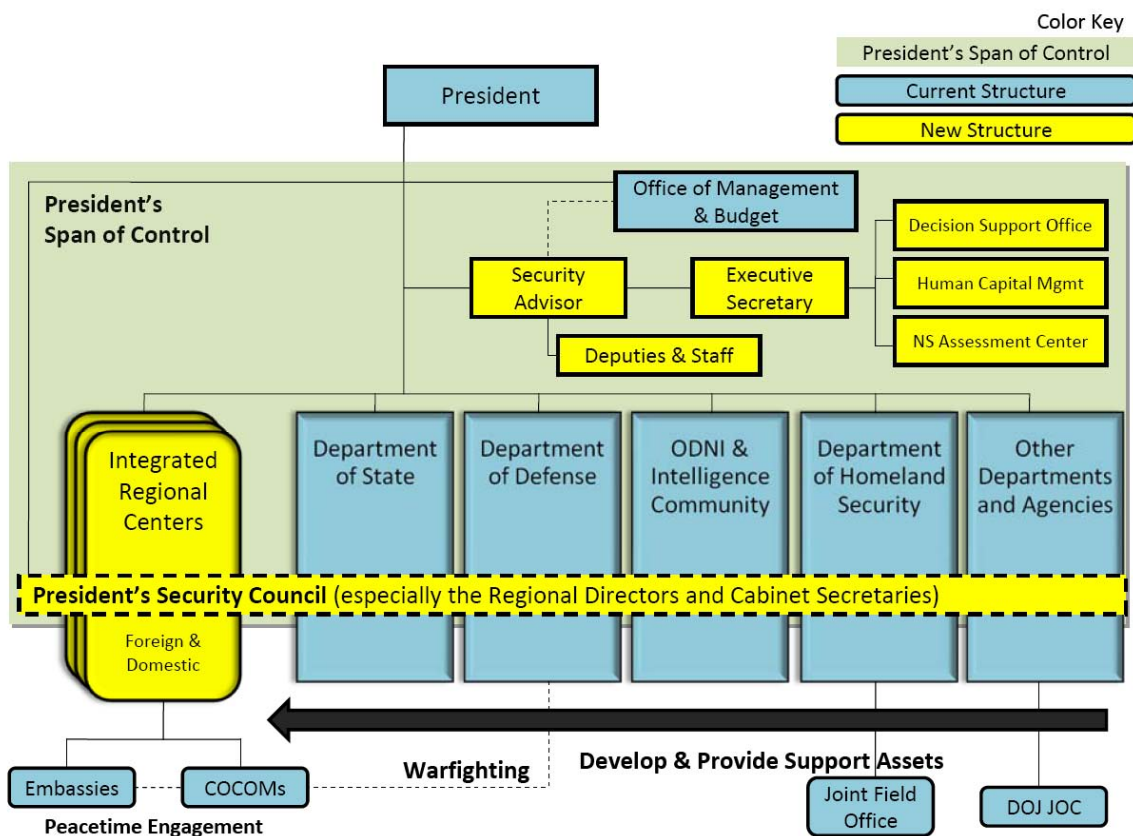 Color Key
President’s Span of Control
Current Structure
New Structure
President
President’s
Span of Control
Office of Management
& Budget
Security
Advisor
Executive
Secretary
Deputies & Staff
Decision Support Office
Human Capital Mgmt
NS Assessment Center
Integrated
Regional
Centers
Department
of State
Department
of Defense
ODNI &
Intelligence
Community
Department
of Homeland
Security
Other
Departments
and Agencies
President’s Security Council (especially the Regional Directors and Cabinet Secretaries)
Foreign &
Domestic
Develop & Provide Support Assets
Warfighting
Embassies
COCOMs
Peacetime Engagement
Joint Field
Office
DOJ JOC